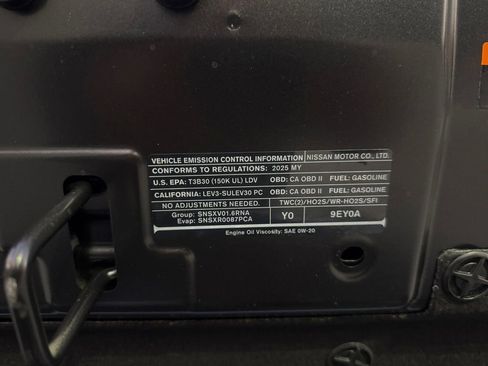 VEHICLE EMISSION CONTROL INFORMATION NISSAN MOTOR CO., LTD.
CONFORMS TO REGULATIONS: 2025 MY
U.S. EPA: T3B30 (150K UL) LDV OBD: CA OBD II FUEL: GASOLINE
CALIFORNIA: LEV3-SULEV30 PC OBD: CA OBD II FUEL: GASOLINE
NO ADJUSTMENTS NEEDED. TWC(2)/HO2S/WR-HO2S/SFI
Group: SNSXV01.6RNA
Evap: SNSXR0087PCA
Y0 9EY0A
Engine Oil Viscosity: SAE 0W-20